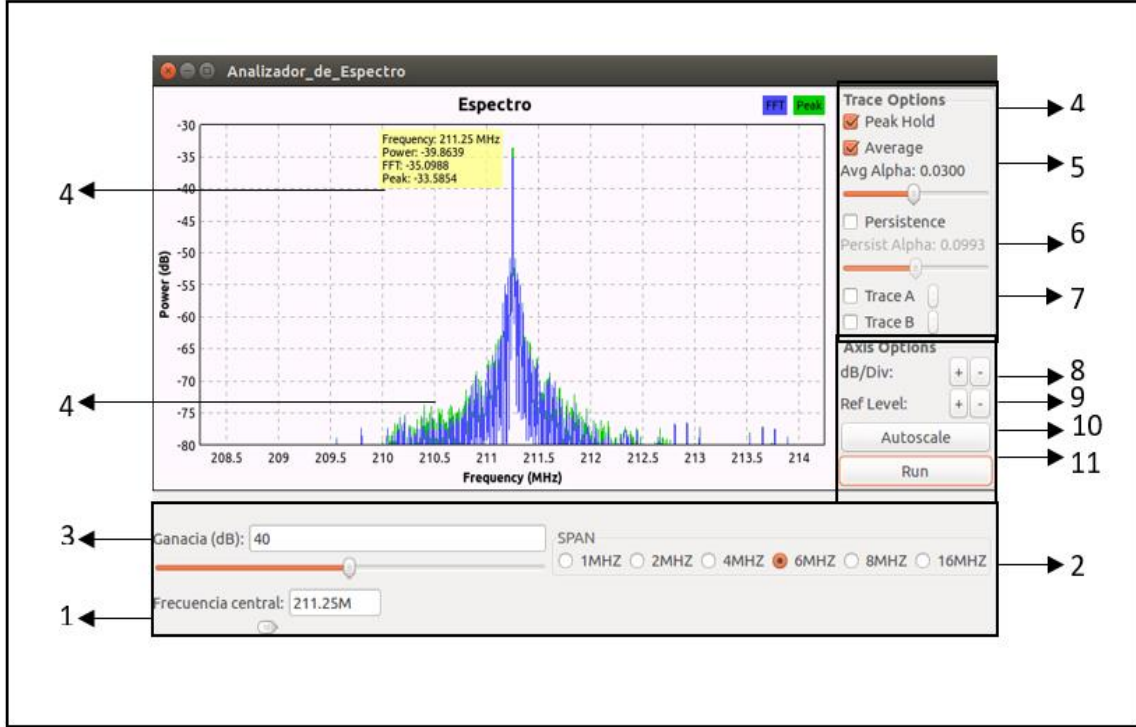 Analizador_de_Espectro
Espectro
FFT Peak
Frequency: 211.25 MHz
Power: -39.8639
FFT: -35.0988
Peak: -33.5854
-30
-35
-40
-45
-50
-55
-60
-65
-70
-75
-80
Power (dB)
208.5 209 209.5 210 210.5 211 211.5 212 212.5 213 213.5 214
Frequency (MHz)
4
4
Trace Options
Peak Hold
Average
Avg Alpha: 0.0300
Persistence
Persist Alpha: 0.0993
Trace A
Trace B
Axis Options
dB/Div: + -
Ref Level: + -
Autoscale
Run
4
5
6
7
8
9
10
11
3
Ganacia (dB): 40
SPAN
1MHZ 2MHZ 4MHZ 6MHZ 8MHZ 16MHZ
2
1
Frecuencia central: 211.25M